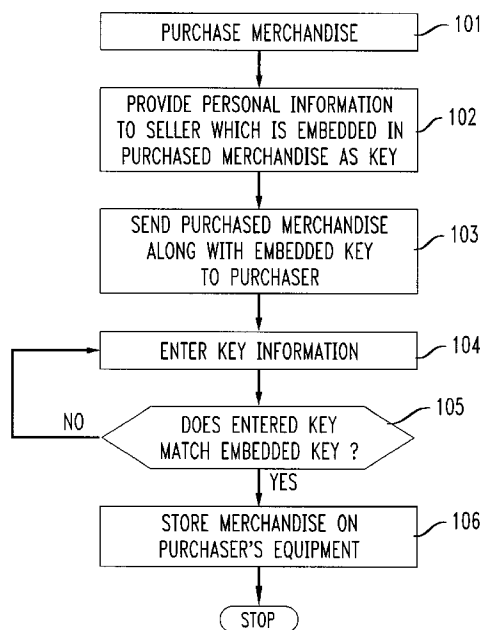 PURCHASE MERCHANDISE
101
PROVIDE PERSONAL INFORMATION
TO SELLER WHICH IS EMBEDDED IN
PURCHASED MERCHANDISE AS KEY
102
SEND PURCHASED MERCHANDISE
ALONG WITH EMBEDDED KEY
TO PURCHASER
103
ENTER KEY INFORMATION
104
NO
DOES ENTERED KEY
MATCH EMBEDDED KEY ?
105
YES
STORE MERCHANDISE ON
PURCHASER'S EQUIPMENT
106
STOP